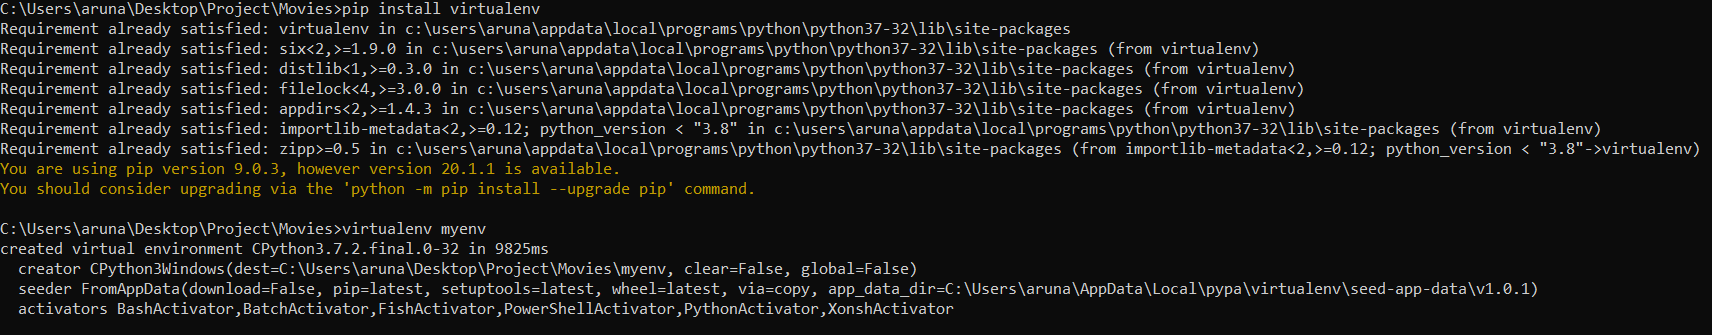 C:\Users\aruna\Desktop\Project\Movies>pip install virtualenv
Requirement already satisfied: virtualenv in c:\users\aruna\appdata\local\programs\python\python37-32\lib\site-packages
Requirement already satisfied: six<2,>=1.9.0 in c:\users\aruna\appdata\local\programs\python\python37-32\lib\site-packages (from virtualenv)
Requirement already satisfied: distlib<1,>=0.3.0 in c:\users\aruna\appdata\local\programs\python\python37-32\lib\site-packages (from virtualenv)
Requirement already satisfied: filelock<4,>=3.0.0 in c:\users\aruna\appdata\local\programs\python\python37-32\lib\site-packages (from virtualenv)
Requirement already satisfied: appdirs<2,>=1.4.3 in c:\users\aruna\appdata\local\programs\python\python37-32\lib\site-packages (from virtualenv)
Requirement already satisfied: importlib-metadata<2,>=0.12; python_version < "3.8" in c:\users\aruna\appdata\local\programs\python\python37-32\lib\site-packages (from virtualenv)
Requirement already satisfied: zipp>=0.5 in c:\users\aruna\appdata\local\programs\python\python37-32\lib\site-packages (from importlib-metadata<2,>=0.12; python_version < "3.8"->virtualenv)
You are using pip version 9.0.3, however version 20.1.1 is available.
You should consider upgrading via the 'python -m pip install --upgrade pip' command.
C:\Users\aruna\Desktop\Project\Movies>virtualenv myenv
created virtual environment CPython3.7.2.final.0-32 in 9825ms
  creator CPython3Windows(dest=C:\Users\aruna\Desktop\Project\Movies\myenv, clear=False, global=False)
  seeder FromAppData(download=False, pip=latest, setuptools=latest, wheel=latest, via=copy, app_data_dir=C:\Users\aruna\AppData\Local\pypa\virtualenv\seed-app-data\v1.0.1)
  activators BashActivator,BatchActivator,FishActivator,PowerShellActivator,PythonActivator,XonshActivator